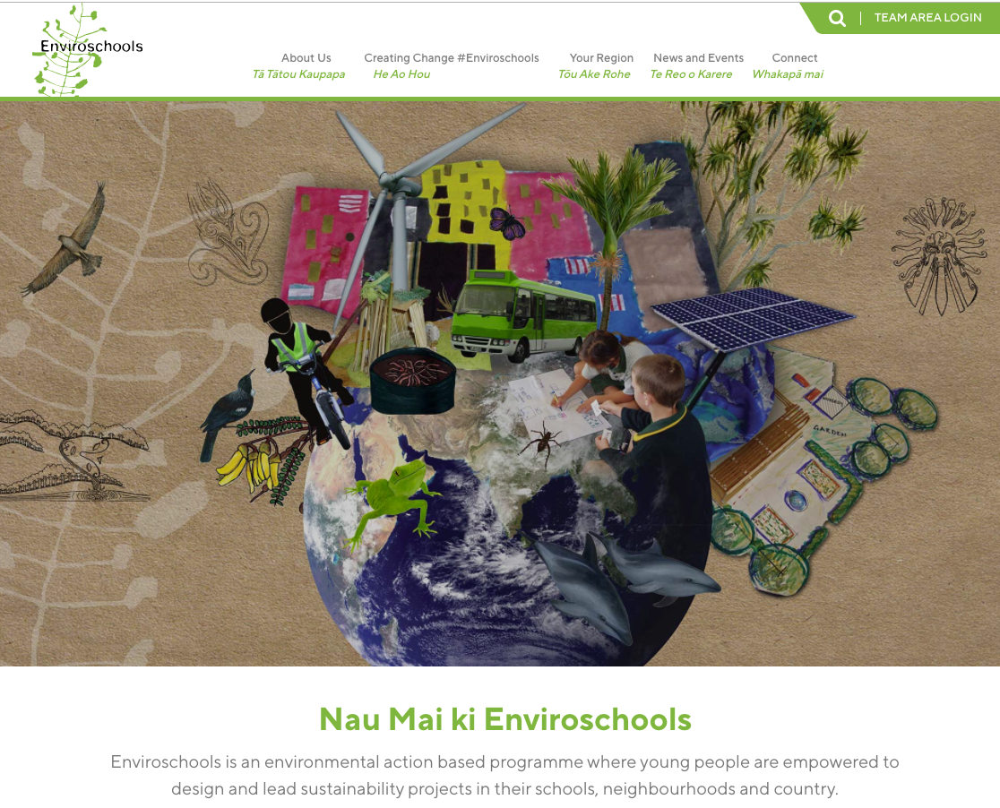 Enviroschools
TEAM AREA LOGIN
About Us
Tā Tātou Kaupapa
Creating Change #Enviroschools
He Ao Hou
Your Region
Tōu Ake Rohe
News and Events
Te Reo o Karere
Connect
Whakapā mai
GARDEN
Nau Mai ki Enviroschools
Enviroschools is an environmental action based programme where young people are empowered to
design and lead sustainability projects in their schools, neighbourhoods and country.